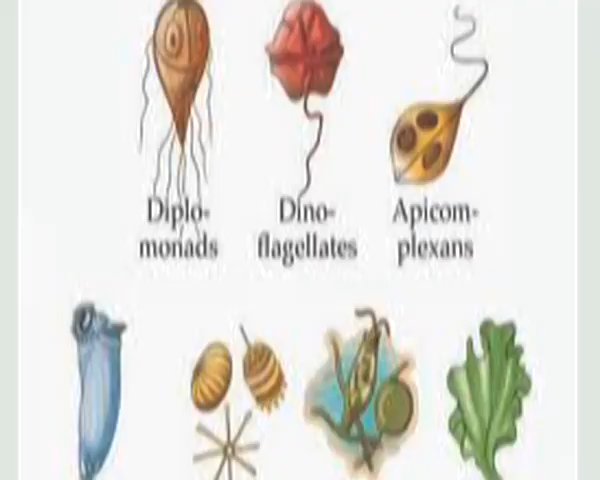 Diplo-
monads
Dino-
flagellates
Apicom-
plexans